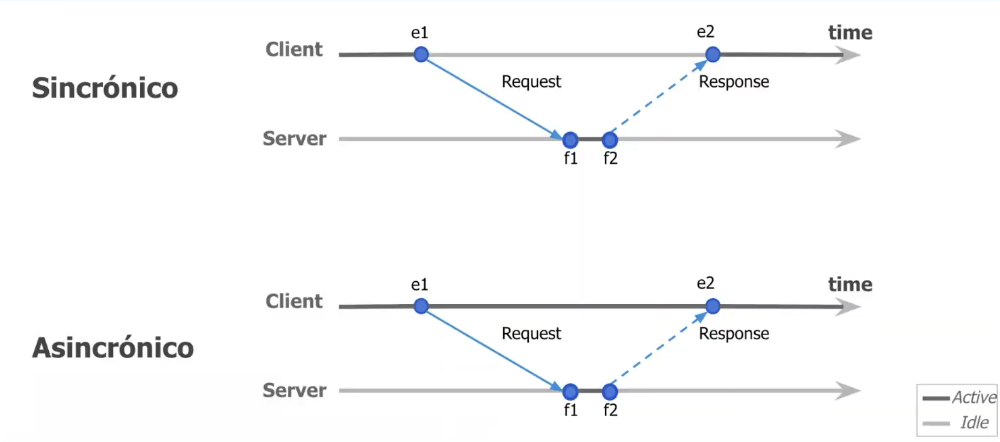 Sincrónico
Client
e1
e2
time
Request
Response
Server
f1
f2
Asincrónico
Client
e1
e2
time
Request
Response
Server
f1
f2
Active
Idle